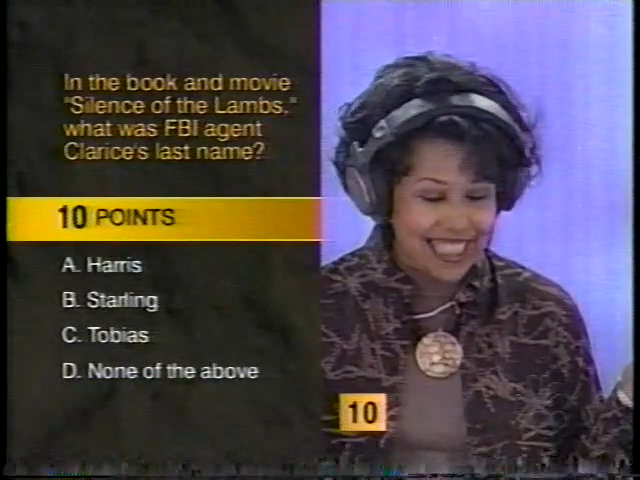 In the book and movie
"Silence of the Lambs,"
what was FBI agent
Clarice's last name?
10 POINTS
A. Harris
B. Starling
C. Tobias
D. None of the above
10